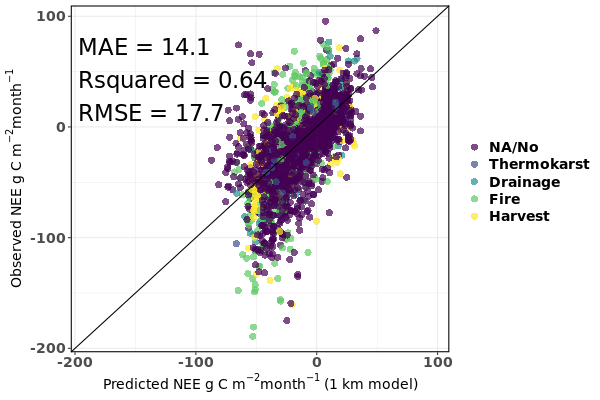 MAE = 14.1
Rsquared = 0.64
RMSE = 17.7
100
0
-100
-200
-200
-100
0
100
Observed NEE g C m⁻²month⁻¹
Predicted NEE g C m⁻²month⁻¹ (1 km model)
NA/No
Thermokarst
Drainage
Fire
Harvest